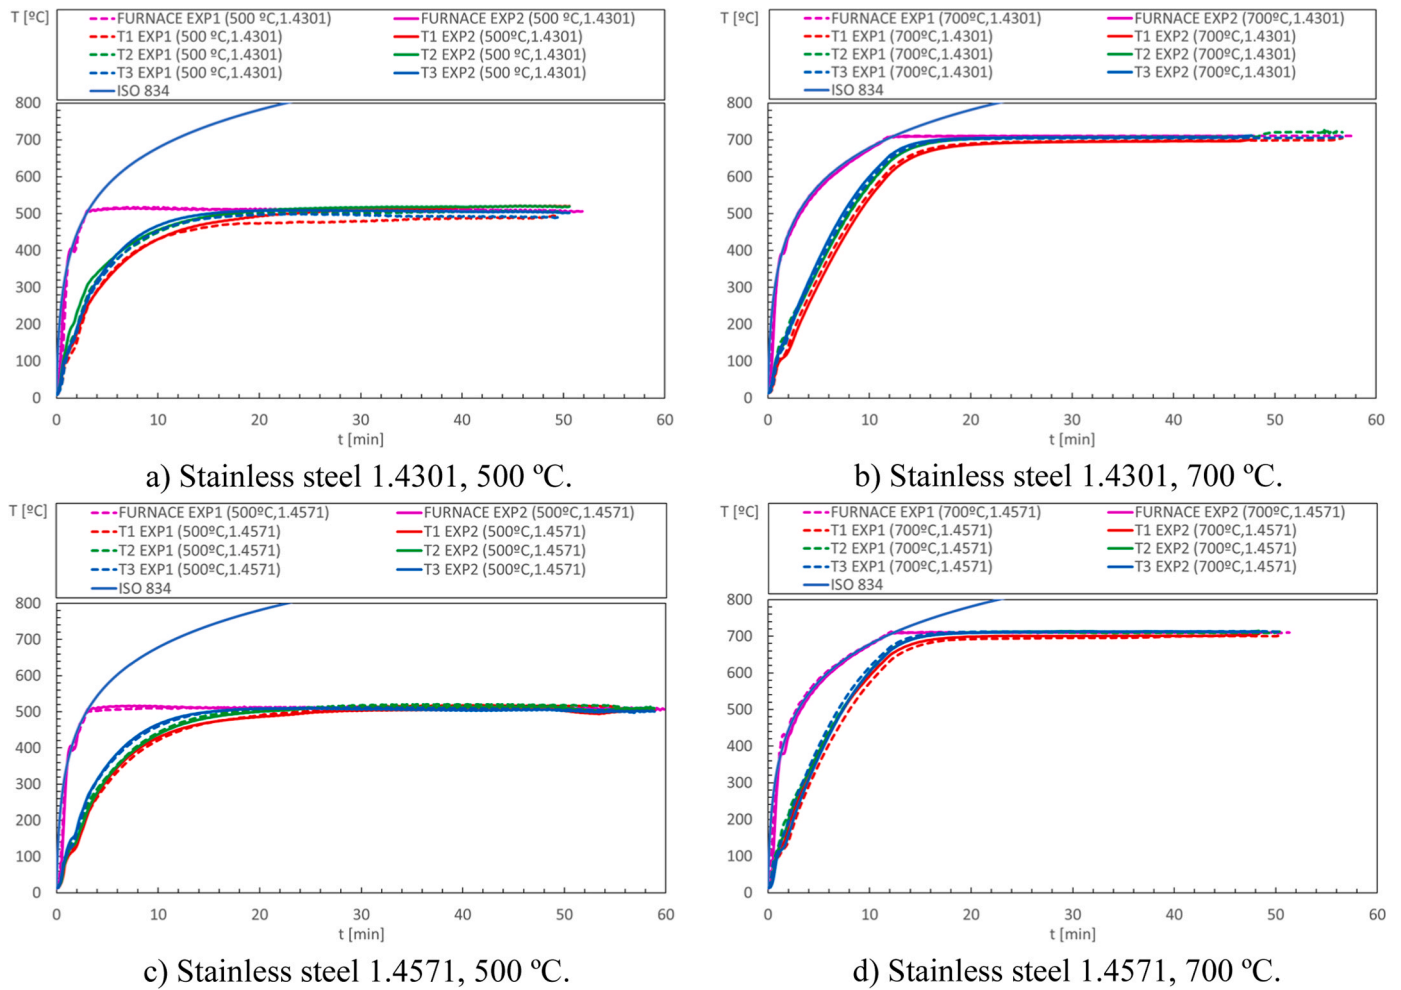 T [ºC]
FURNACE EXP1 (500 ºC,1.4301) FURNACE EXP2 (500 ºC,1.4301)
T1 EXP1 (500 ºC,1.4301) T1 EXP2 (500ºC,1.4301)
T2 EXP1 (500 ºC,1.4301) T2 EXP2 (500 ºC,1.4301)
T3 EXP1 (500 ºC,1.4301) T3 EXP2 (500 ºC,1.4301)
ISO 834
800
700
600
500
400
300
200
100
0
0 10 20 30 40 50 60
t [min]
a) Stainless steel 1.4301, 500 ºC.
T [ºC]
FURNACE EXP1 (700ºC,1.4301) FURNACE EXP2 (700ºC,1.4301)
T1 EXP1 (700ºC,1.4301) T1 EXP2 (700ºC,1.4301)
T2 EXP1 (700ºC,1.4301) T2 EXP2 (700ºC,1.4301)
T3 EXP1 (700ºC,1.4301) T3 EXP2 (700ºC,1.4301)
ISO 834
800
700
600
500
400
300
200
100
0
0 10 20 30 40 50 60
t [min]
b) Stainless steel 1.4301, 700 ºC.
T [ºC]
FURNACE EXP1 (500ºC,1.4571) FURNACE EXP2 (500ºC,1.4571)
T1 EXP1 (500ºC,1.4571) T1 EXP2 (500ºC,1.4571)
T2 EXP1 (500ºC,1.4571) T2 EXP2 (500ºC,1.4571)
T3 EXP1 (500ºC,1.4571) T3 EXP2 (500ºC,1.4571)
ISO 834
800
700
600
500
400
300
200
100
0
0 10 20 30 40 50 60
t [min]
c) Stainless steel 1.4571, 500 ºC.
T [ºC]
FURNACE EXP1 (700ºC,1.4571) FURNACE EXP2 (700ºC,1.4571)
T1 EXP1 (700ºC,1.4571) T1 EXP2 (700ºC,1.4571)
T2 EXP1 (700ºC,1.4571) T2 EXP2 (700ºC,1.4571)
T3 EXP1 (700ºC,1.4571) T3 EXP2 (700ºC,1.4571)
ISO 834
800
700
600
500
400
300
200
100
0
0 10 20 30 40 50 60
t [min]
d) Stainless steel 1.4571, 700 ºC.